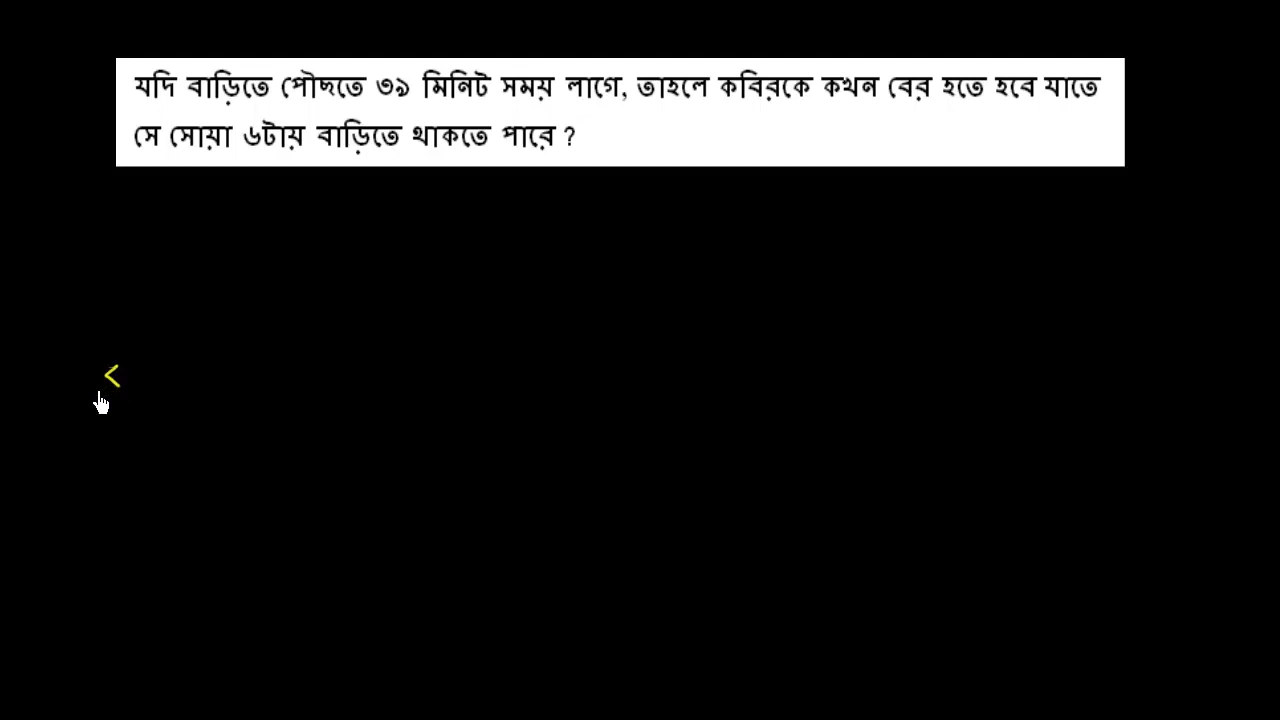 যদি বাড়িতে পৌছতে ৩৯ মিনিট সময় লাগে, তাহলে কবিরকে কখন বের হতে হবে যাতে
সে সোয়া ৬টায় বাড়িতে থাকতে পারে ?